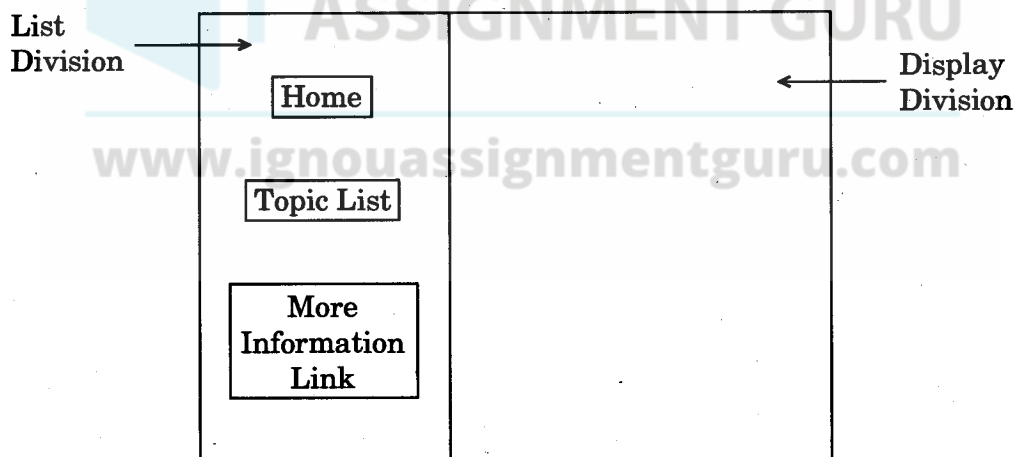 ASSIGNMENT GURU
List
Division
Home
Display
Division
www.ignouassignmentguru.com
Topic List
More
Information
Link